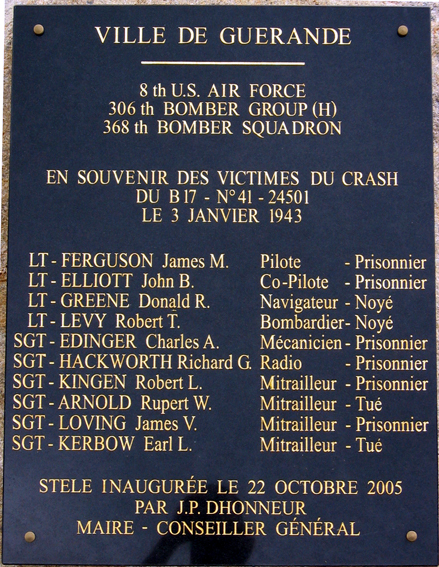 VILLE DE GUERANDE
8th U.S. AIR FORCE
306 th BOMBER GROUP (H)
368 th BOMBER SQUADRON
EN SOUVENIR DES VICTIMES DU CRASH
DU B 17 - N° 41 - 24501
LE 3 JANVIER 1943
LT - FERGUSON James M. Pilote - Prisonnier
LT - ELLIOTT John B. Co-Pilote - Prisonnier
LT - GREENE Donald R. Navigateur - Noyé
LT - LEVY Robert T. Bombardier - Noyé
SGT - EDINGER Charles A. Mécanicien - Prisonnier
SGT - HACKWORTH Richard G. Radio - Prisonnier
SGT - KINGEN Robert L. Mitrailleur - Prisonnier
SGT - ARNOLD Rupert W. Mitrailleur - Tué
SGT - LOVING James V. Mitrailleur - Prisonnier
SGT - KERBOW Earl L. Mitrailleur - Tué
STELE INAUGURÉE LE 22 OCTOBRE 2005
PAR J.P. DHONNEUR
MAIRE - CONSEILLER GÉNÉRAL